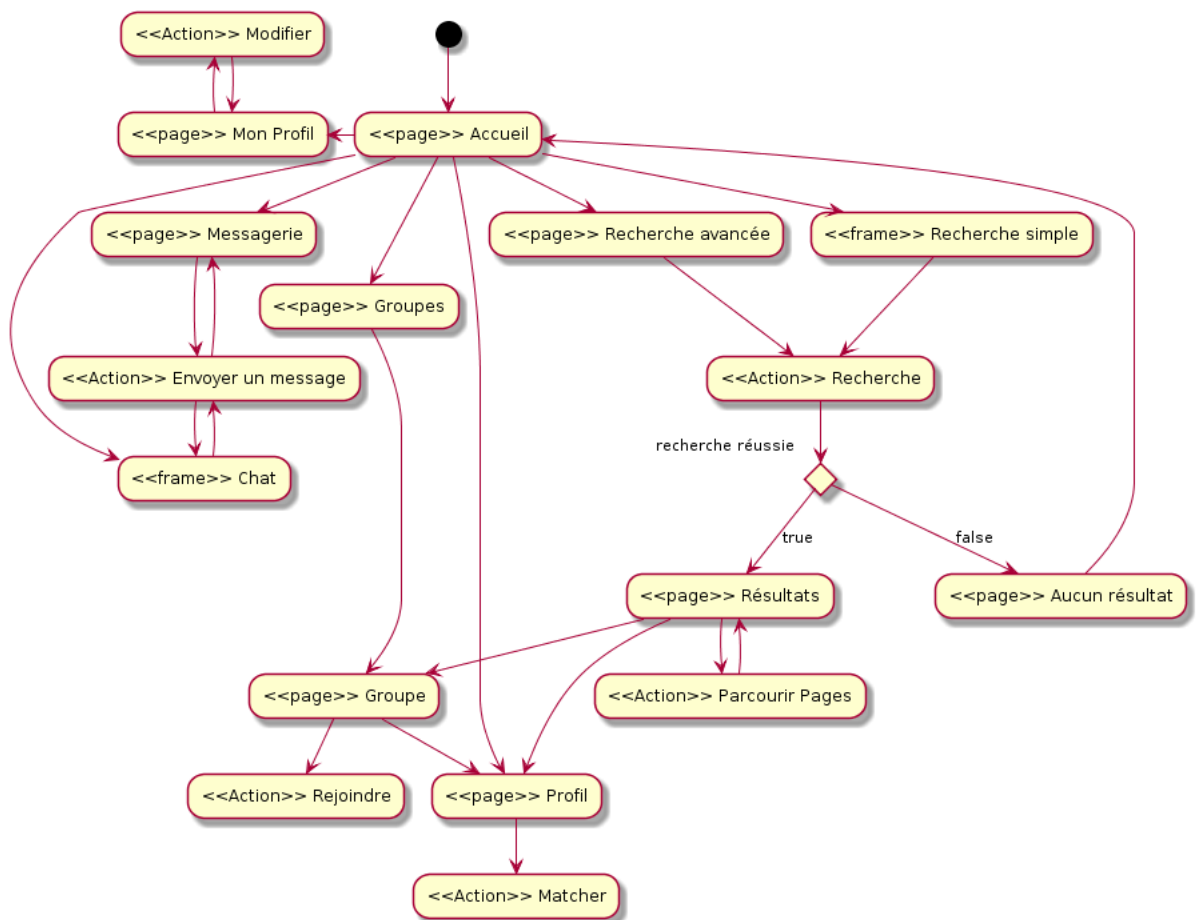 <<Action>> Modifier
<<page>> Mon Profil
<<page>> Accueil
<<page>> Messagerie
<<page>> Recherche avancée
<<frame>> Recherche simple
<<page>> Groupes
<<Action>> Envoyer un message
<<Action>> Recherche
recherche réussie
<<frame>> Chat
true
false
<<page>> Résultats
<<page>> Aucun résultat
<<page>> Groupe
<<Action>> Parcourir Pages
<<Action>> Rejoindre
<<page>> Profil
<<Action>> Matcher